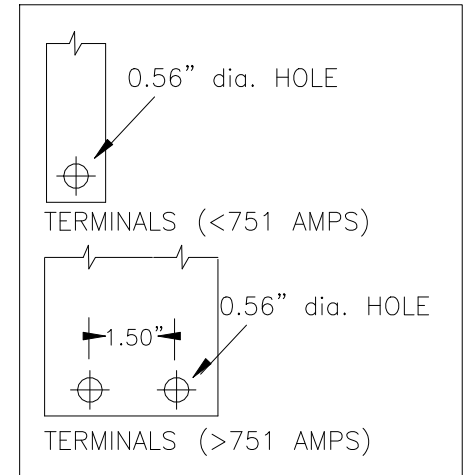 0.56” dia. HOLE
TERMINALS (<751 AMPS)
0.56” dia. HOLE
1.50”
TERMINALS (>751 AMPS)